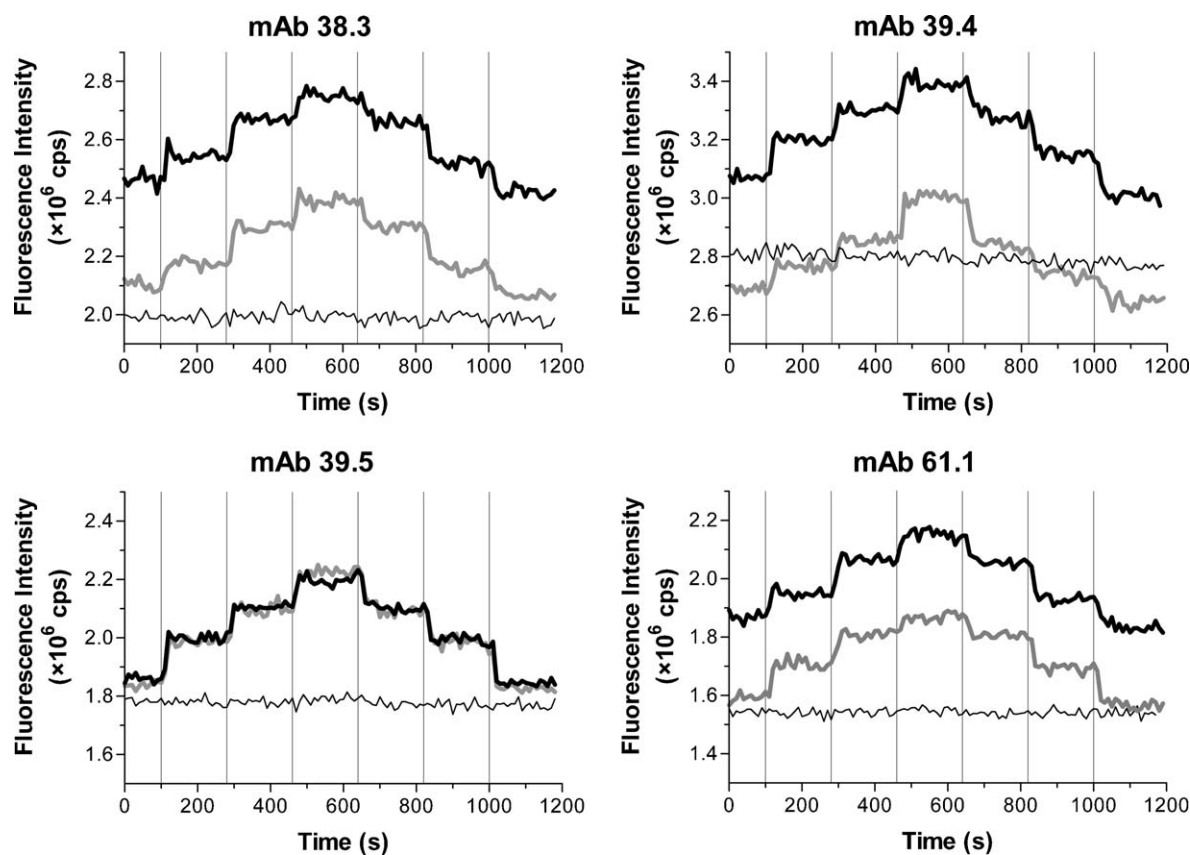 mAb 38.3
Fluorescence Intensity
(×10⁶ cps)
2.8
2.6
2.4
2.2
2.0
0 200 400 600 800 1000 1200
Time (s)
mAb 39.4
Fluorescence Intensity
(×10⁶ cps)
3.4
3.2
3.0
2.8
2.6
0 200 400 600 800 1000 1200
Time (s)
mAb 39.5
Fluorescence Intensity
(×10⁶ cps)
2.4
2.2
2.0
1.8
1.6
0 200 400 600 800 1000 1200
Time (s)
mAb 61.1
Fluorescence Intensity
(×10⁶ cps)
2.2
2.0
1.8
1.6
1.4
0 200 400 600 800 1000 1200
Time (s)